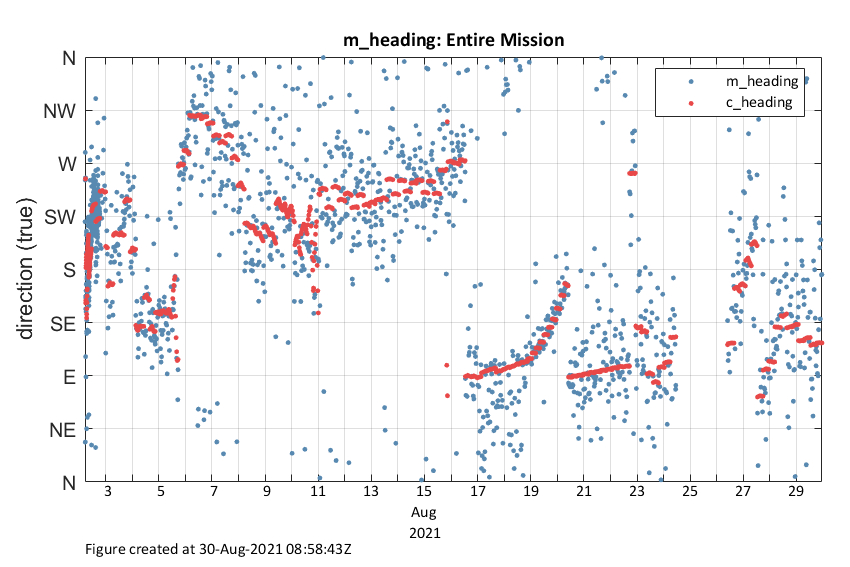 m_heading: Entire Mission
direction (true)
N
NW
W
SW
S
SE
E
NE
N
m_heading
c_heading
3 5 7 9 11 13 15 17 19 21 23 25 27 29
Aug
2021
Figure created at 30-Aug-2021 08:58:43Z